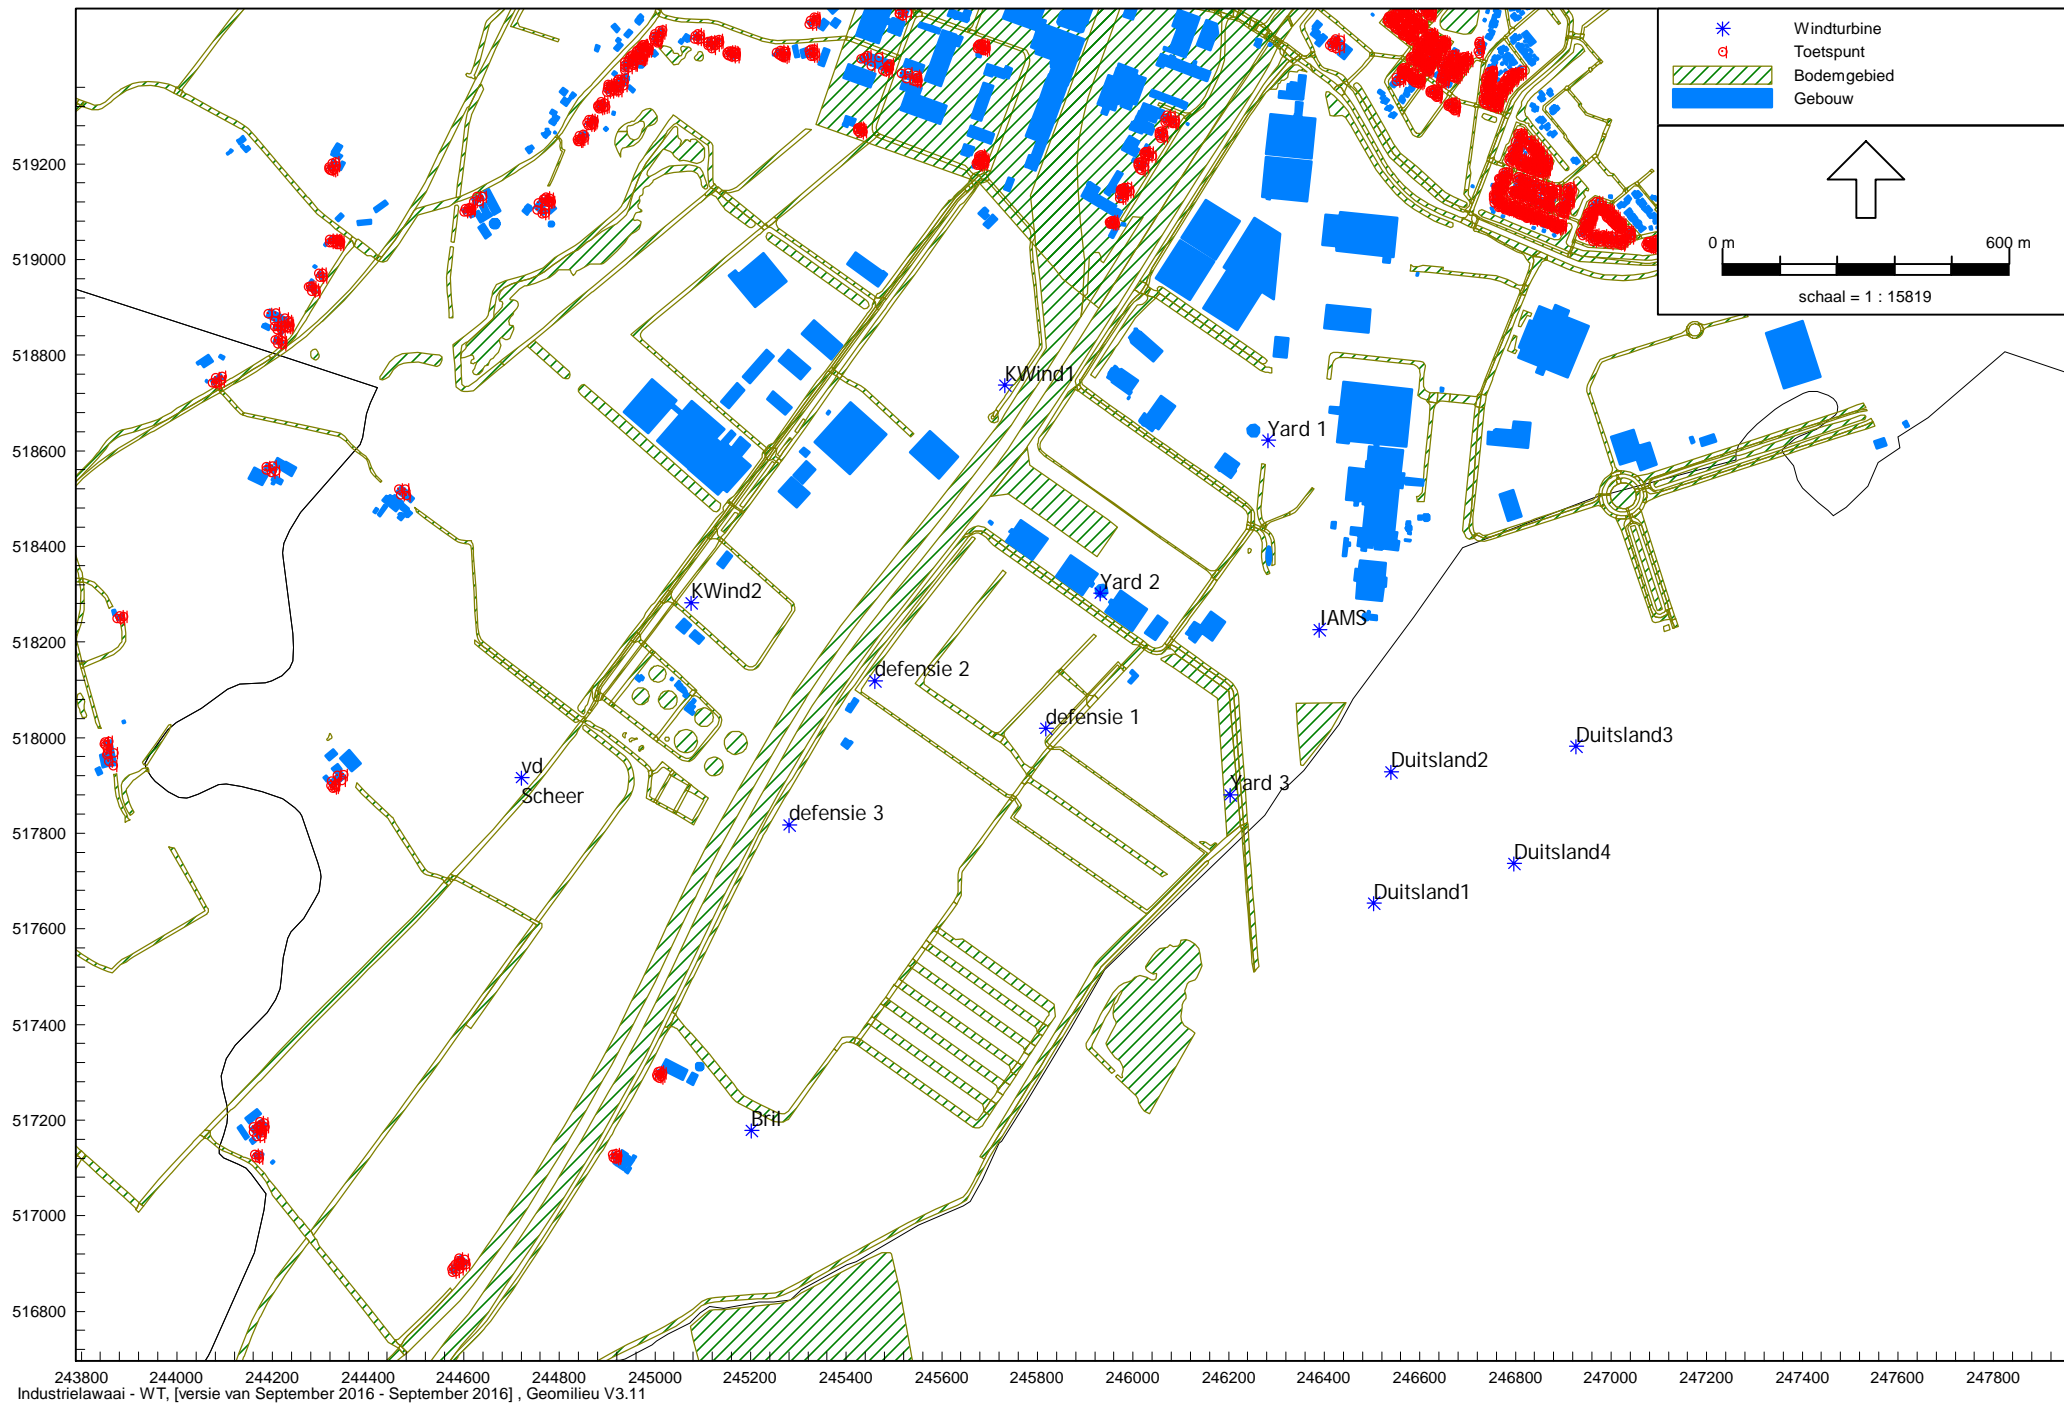 Windturbine
Toetspunt
Bodemgebied
Gebouw
0 m
600 m
schaal = 1 : 15819
519200
519000
518800
518600
518400
518200
518000
517800
517600
517400
517200
517000
516800
KWind1
Yard 1
KWind2
Yard 2
IAMS
defensie 2
defensie 1
Duitsland3
Duitsland2
vd
Scheer
Yard 3
defensie 3
Duitsland4
Duitsland1
Bril
243800 244000 244200 244400 244600 244800 245000 245200 245400 245600 245800 246000 246200 246400 246600 246800 247000 247200 247400 247600 247800
Industrielawaai - WT, [versie van September 2016 - September 2016] , Geomilieu V3.11